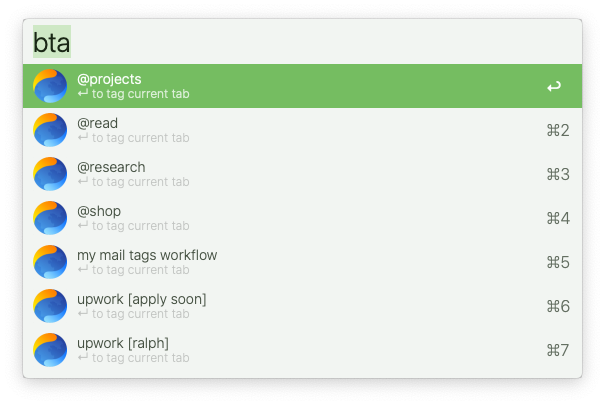 bta
@projects
↩ to tag current tab
↩
@read
↩ to tag current tab
⌘2
@research
↩ to tag current tab
⌘3
@shop
↩ to tag current tab
⌘4
my mail tags workflow
↩ to tag current tab
⌘5
upwork [apply soon]
↩ to tag current tab
⌘6
upwork [ralph]
↩ to tag current tab
⌘7